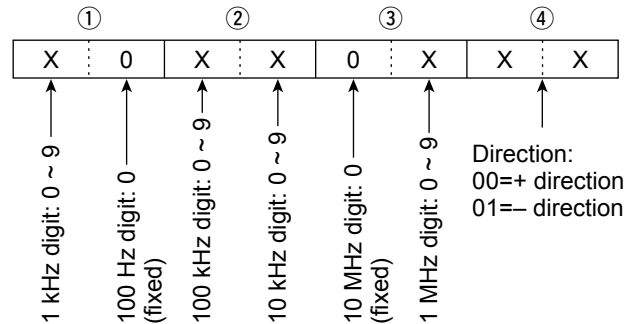 ① ② ③ ④
X 0 X X 0 X X X
1 kHz digit: 0 ~ 9
100 Hz digit: 0
(fixed)
100 kHz digit: 0 ~ 9
10 kHz digit: 0 ~ 9
10 MHz digit: 0
(fixed)
1 MHz digit: 0 ~ 9
Direction:
00=+ direction
01=– direction